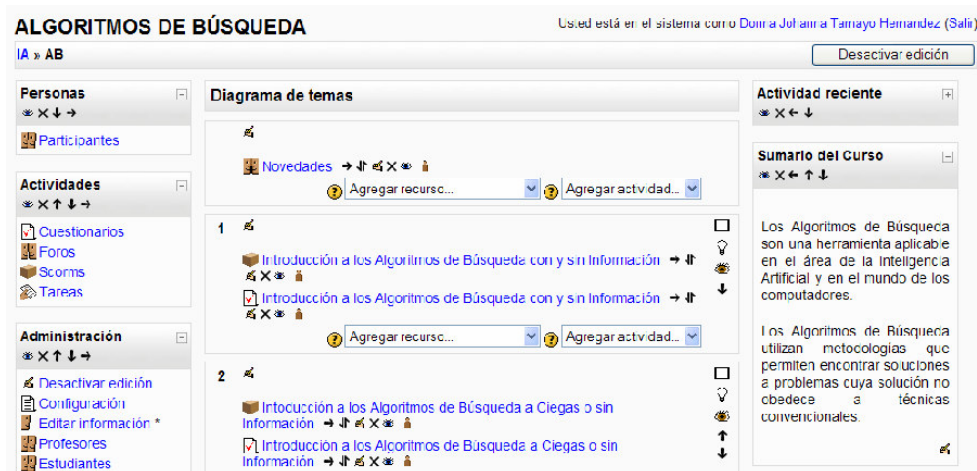 ALGORITMOS DE BÚSQUEDA
Usted está en el sistema como Donna Johanna Tamayo Hernandez (Salir)
IA » AB
Desactivar edición
Personas
Participantes
Actividades
Cuestionarios
Foros
Scorms
Tareas
Administración
Desactivar edición
Configuración
Editar información *
Profesores
Estudiantes
Diagrama de temas
Novedades
Agregar recurso...
Agregar actividad...
1
Introducción a los Algoritmos de Búsqueda con y sin Información
Introducción a los Algoritmos de Búsqueda con y sin Información
Agregar recurso...
Agregar actividad...
2
Intoducción a los Algoritmos de Búsqueda a Ciegas o sin
Información
Introducción a los Algoritmos de Búsqueda a Ciegas o sin
Información
Actividad reciente
Sumario del Curso
Los Algoritmos de Búsqueda
son una herramienta aplicable
en el área de la Inteligencia
Artificial y en el mundo de los
computadores.
Los Algoritmos de Búsqueda
utilizan metodologías que
permiten encontrar soluciones
a problemas cuya solución no
obedece a técnicas
convencionales.